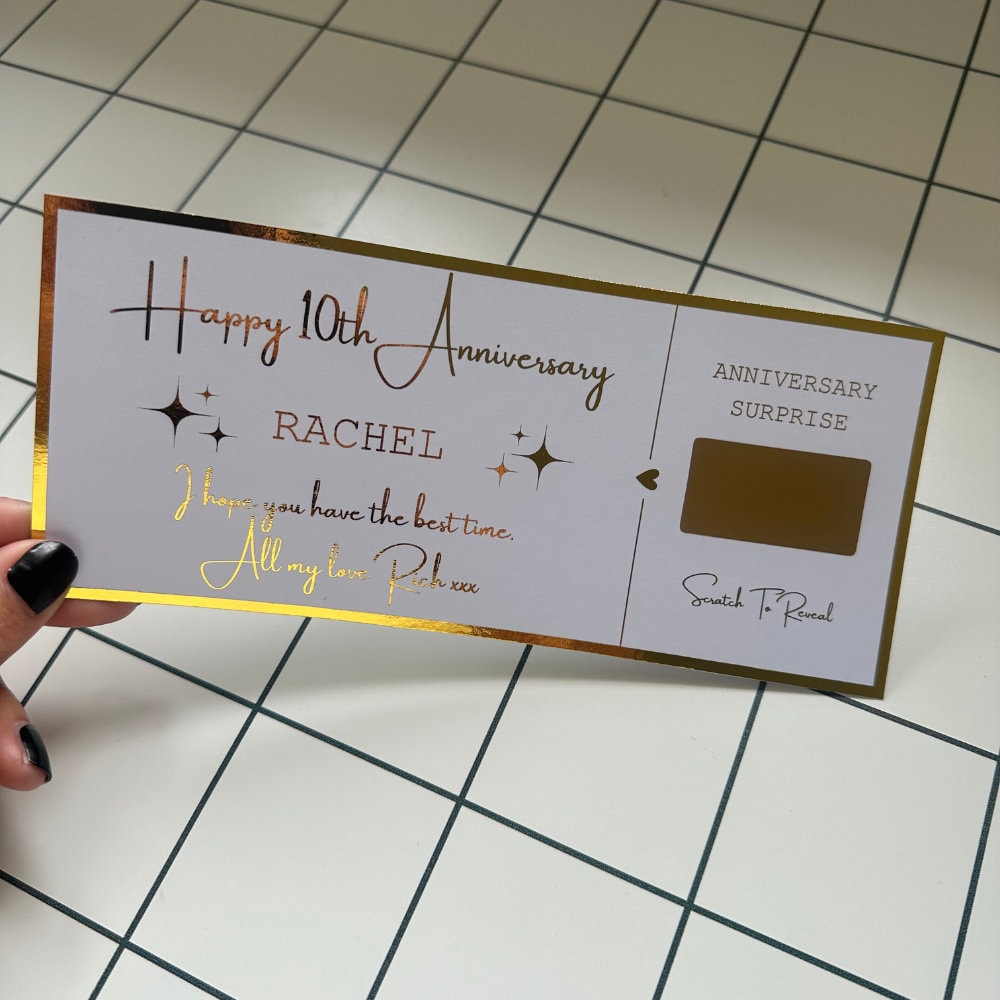 Happy 10th Anniversary
RACHEL
I hope you have the best time.
All my love Rich xxx
ANNIVERSARY
SURPRISE
Scratch To Reveal